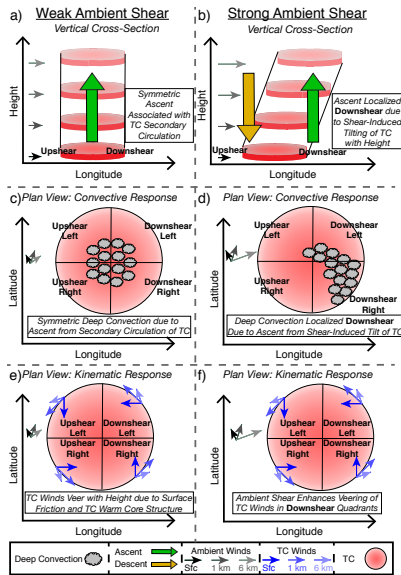 Weak Ambient Shear
Strong Ambient Shear
a)
Vertical Cross-Section
b)
Vertical Cross-Section
Height
Symmetric
Ascent
Associated with
TC Secondary
Circulation
Upshear
Downshear
Longitude
Height
Ascent Localized
Downshear due
to Shear-Induced
Tilting of TC
with Height
Upshear
Downshear
Longitude
c)
Plan View: Convective Response
Latitude
Upshear
Left
Downshear
Left
Upshear
Right
Downshear
Right
Symmetric Deep Convection due to
Ascent from Secondary Circulation of TC
Longitude
d)
Plan View: Convective Response
Latitude
Upshear
Left
Downshear
Left
Upshear
Right
Downshear
Right
Deep Convection Localized Downshear
Due to Ascent from Shear-Induced Tilt of TC
Longitude
e)
Plan View: Kinematic Response
Latitude
Upshear
Left
Downshear
Left
Upshear
Right
Downshear
Right
TC Winds Veer with Height due to Surface
Friction and TC Warm Core Structure
Longitude
f)
Plan View: Kinematic Response
Latitude
Upshear
Left
Downshear
Left
Upshear
Right
Downshear
Right
Ambient Shear Enhances Veering of
TC Winds in Downshear Quadrants
Longitude
Deep Convection
Ascent
Descent
Ambient Winds
Sfc 1 km 6 km
TC Winds
Sfc 1 km 6 km
TC